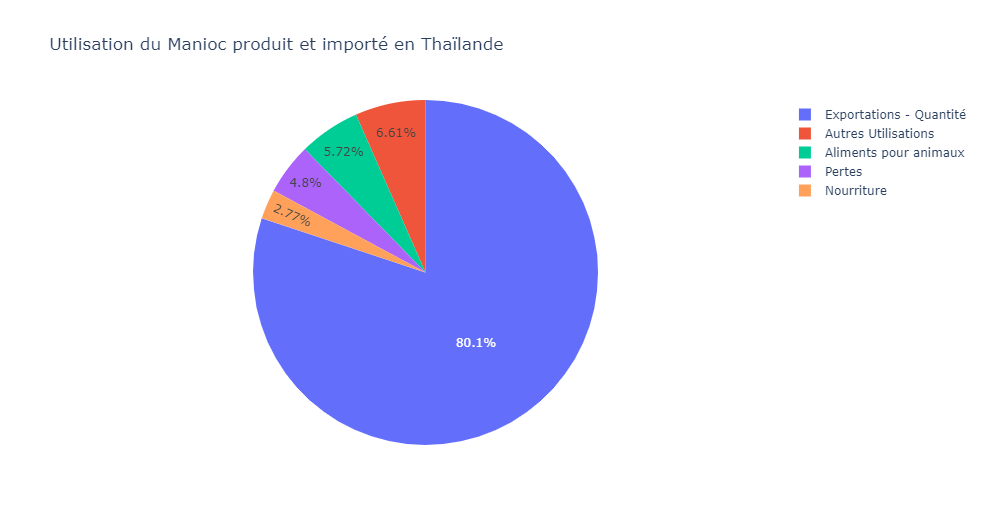 Utilisation du Manioc produit et importé en Thaïlande
Exportations - Quantité
Autres Utilisations
Aliments pour animaux
Pertes
Nourriture
6.61%
5.72%
4.8%
2.77%
80.1%